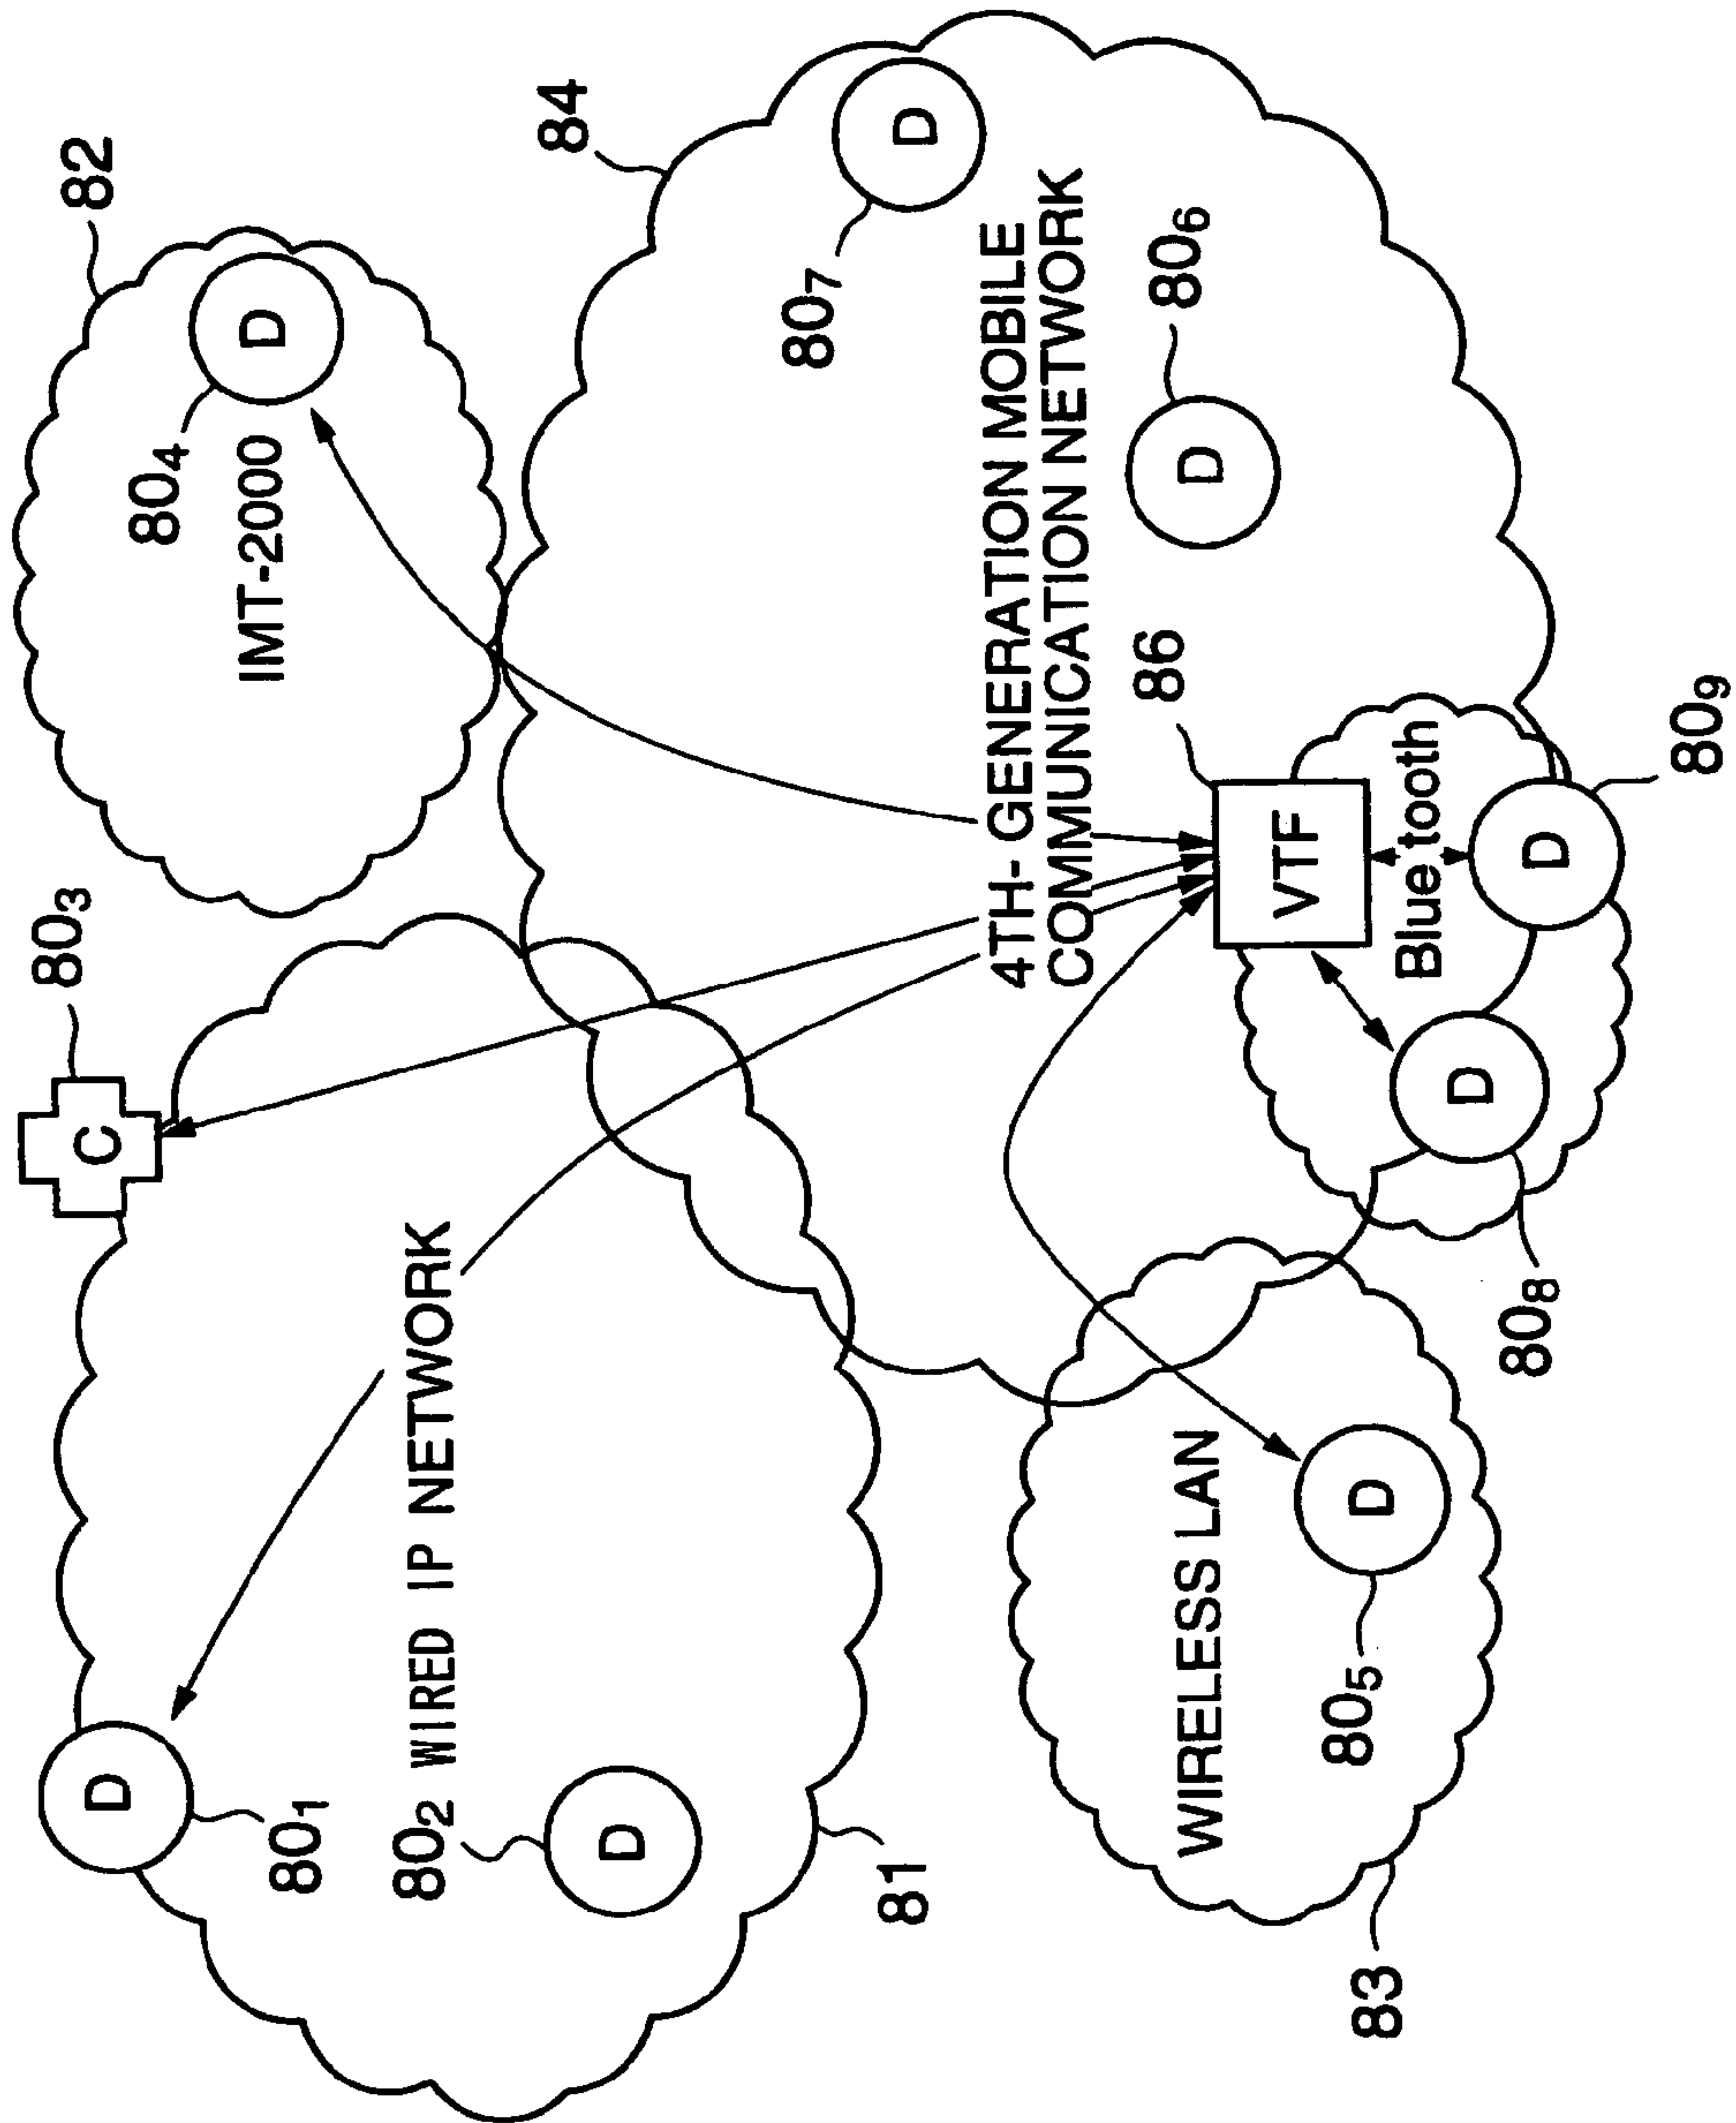 80₁
D
80₃
C
82
80₄
D
IMT-2000
80₂
WIRED IP NETWORK
D
81
84
80₇
D
4TH- GENERATION MOBILE
COMMUNICATION NETWORK
80₆
D
86
VTF
WIRELESS LAN
80₅
D
83
Blue tooth
D
80₈
D
80₉